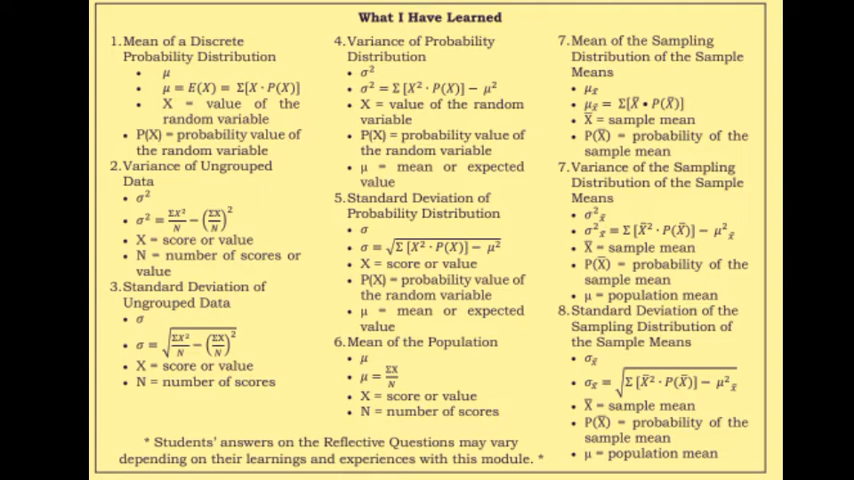 What I Have Learned
1. Mean of a Discrete
Probability Distribution
• μ
• μ = E(X) = Σ[X · P(X)]
• X = value of the
random variable
• P(X) = probability value of
the random variable
2. Variance of Ungrouped
Data
• σ²
• σ² = ΣX²/N − (ΣX/N)²
• X = score or value
• N = number of scores or
value
3. Standard Deviation of
Ungrouped Data
• σ
• σ = √(ΣX²/N − (ΣX/N)²)
• X = score or value
• N = number of scores
4. Variance of Probability
Distribution
• σ²
• σ² = Σ [X² · P(X)] − μ²
• X = value of the random
variable
• P(X) = probability value of
the random variable
• μ = mean or expected
value
5. Standard Deviation of
Probability Distribution
• σ
• σ = √(Σ [X² · P(X)] − μ²)
• X = score or value
• P(X) = probability value of
the random variable
• μ = mean or expected
value
6. Mean of the Population
• μ
• μ = ΣX/N
• X = score or value
• N = number of scores
7. Mean of the Sampling
Distribution of the Sample
Means
• μ_X̅
• μ_X̅ = Σ[X̅ • P(X̅)]
• X̅ = sample mean
• P(X̅) = probability of the
sample mean
7. Variance of the Sampling
Distribution of the Sample
Means
• σ²_X̅
• σ²_X̅ = Σ [X̅² · P(X̅)] − μ²_X̅
• X̅ = sample mean
• P(X̅) = probability of the
sample mean
• μ = population mean
8. Standard Deviation of the
Sampling Distribution of
the Sample Means
• σ_X̅
• σ_X̅ = √(Σ [X̅² · P(X̅)] − μ²_X̅)
• X̅ = sample mean
• P(X̅) = probability of the
sample mean
• μ = population mean
* Students' answers on the Reflective Questions may vary
depending on their learnings and experiences with this module. *